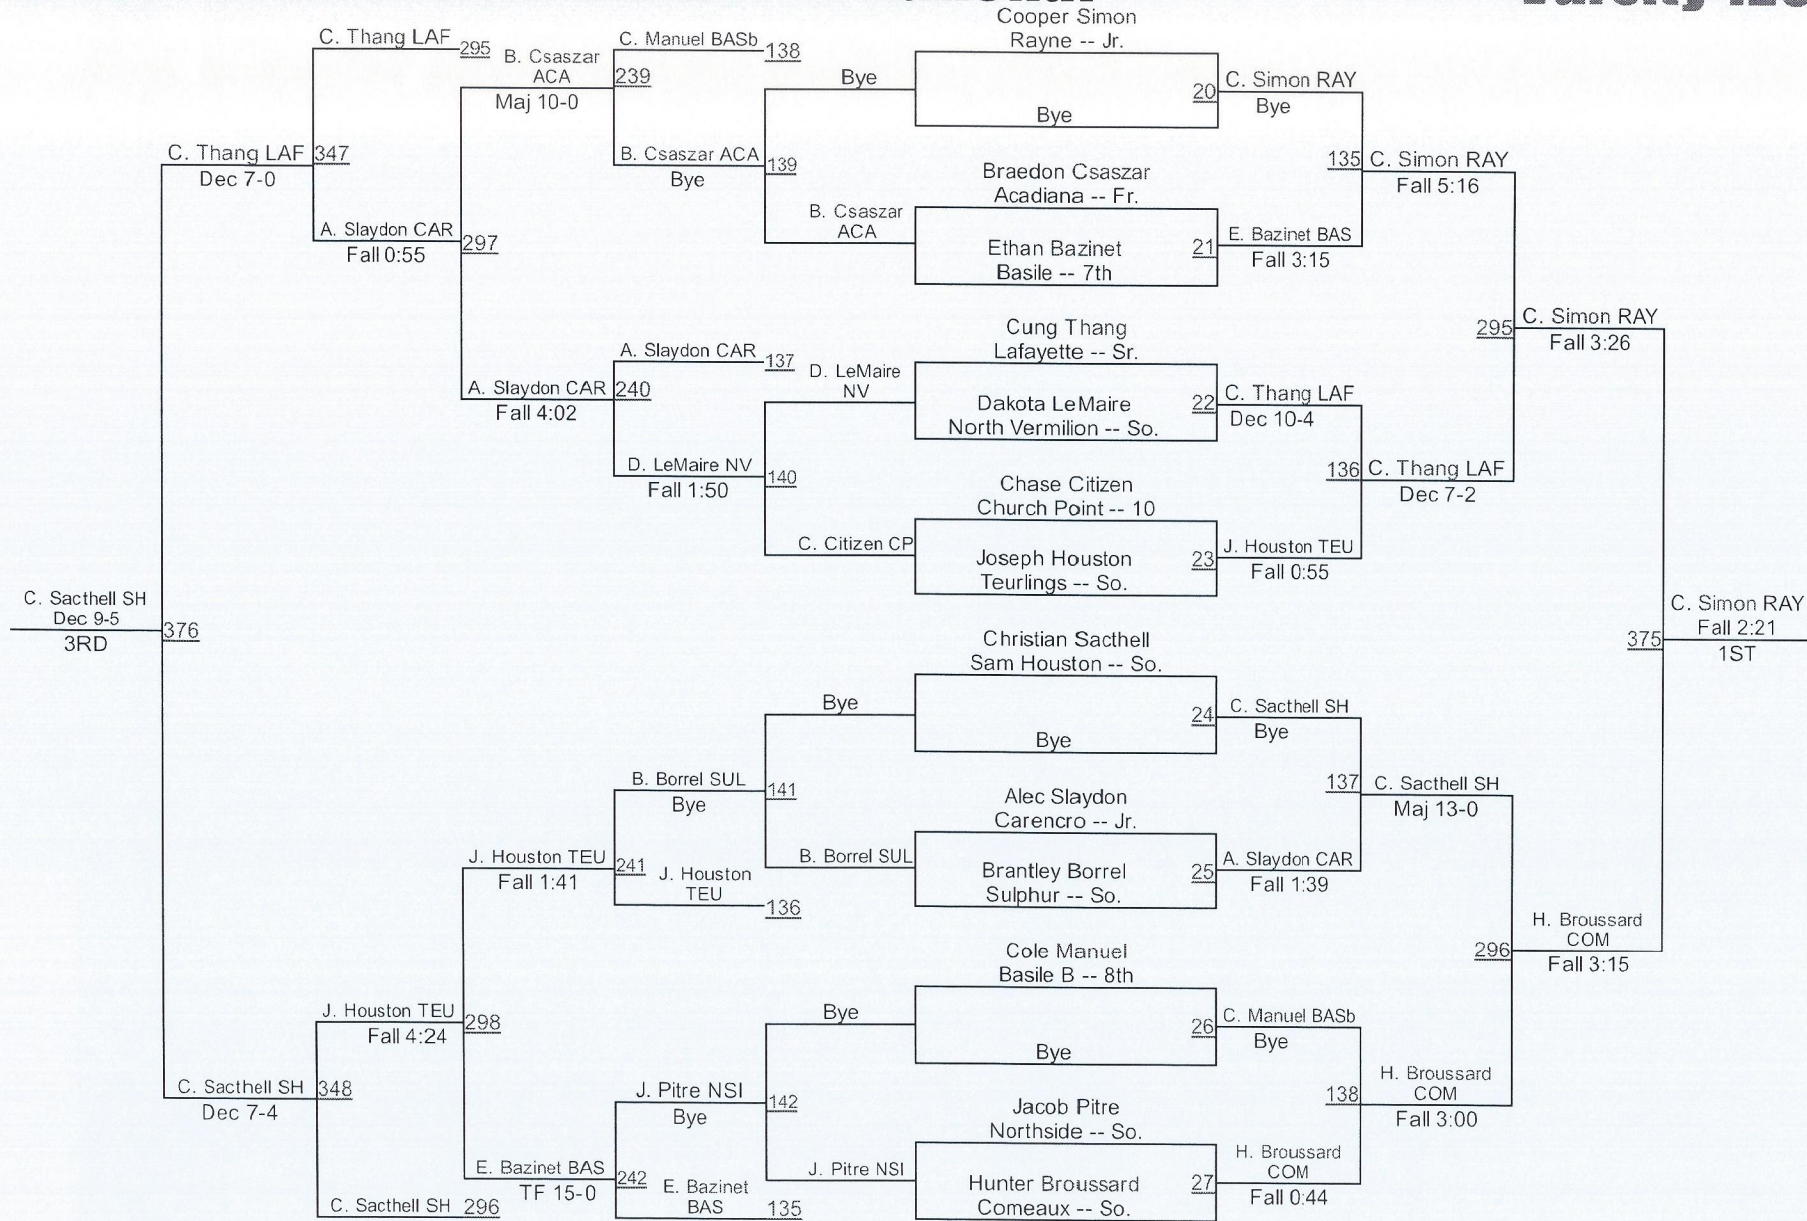 C. Thang LAF
295
B. Csaszar
ACA
Maj 10-0
C. Manuel BASb
138
239
B. Csaszar ACA
Bye
139
C. Thang LAF
347
Dec 7-0
A. Slaydon CAR
Fall 0:55
297
A. Slaydon CAR
Fall 4:02
240
A. Slaydon CAR
137
D. LeMaire NV
Fall 1:50
140
Bye
B. Csaszar
ACA
D. LeMaire
NV
C. Citizen CP
Cooper Simon
Rayne -- Jr.
Bye
20
C. Simon RAY
Bye
Braedon Csaszar
Acadiana -- Fr.
Ethan Bazinet
Basile -- 7th
21
E. Bazinet BAS
Fall 3:15
135
C. Simon RAY
Fall 5:16
Cung Thang
Lafayette -- Sr.
Dakota LeMaire
North Vermilion -- So.
22
C. Thang LAF
Dec 10-4
Chase Citizen
Church Point -- 10
Joseph Houston
Teurlings -- So.
23
J. Houston TEU
Fall 0:55
136
C. Thang LAF
Dec 7-2
295
C. Simon RAY
Fall 3:26
C. Sacthell SH
Dec 9-5
3RD
376
C. Simon RAY
Fall 2:21
1ST
375
Christian Sacthell
Sam Houston -- So.
Bye
24
C. Sacthell SH
Bye
Alec Slaydon
Carencro -- Jr.
Brantley Borrel
Sulphur -- So.
25
A. Slaydon CAR
Fall 1:39
137
C. Sacthell SH
Maj 13-0
Cole Manuel
Basile B -- 8th
Bye
26
C. Manuel BASb
Bye
Jacob Pitre
Northside -- So.
Hunter Broussard
Comeaux -- So.
27
H. Broussard
COM
Fall 0:44
138
H. Broussard
COM
Fall 3:00
296
H. Broussard
COM
Fall 3:15
Bye
B. Borrel SUL
141
B. Borrel SUL
Bye
241
J. Houston
TEU
136
J. Houston TEU
Fall 1:41
Bye
J. Pitre NSI
142
J. Pitre NSI
Bye
242
E. Bazinet
BAS
135
E. Bazinet BAS
TF 15-0
298
J. Houston TEU
Fall 4:24
348
C. Sacthell SH
Dec 7-4
C. Sacthell SH
296